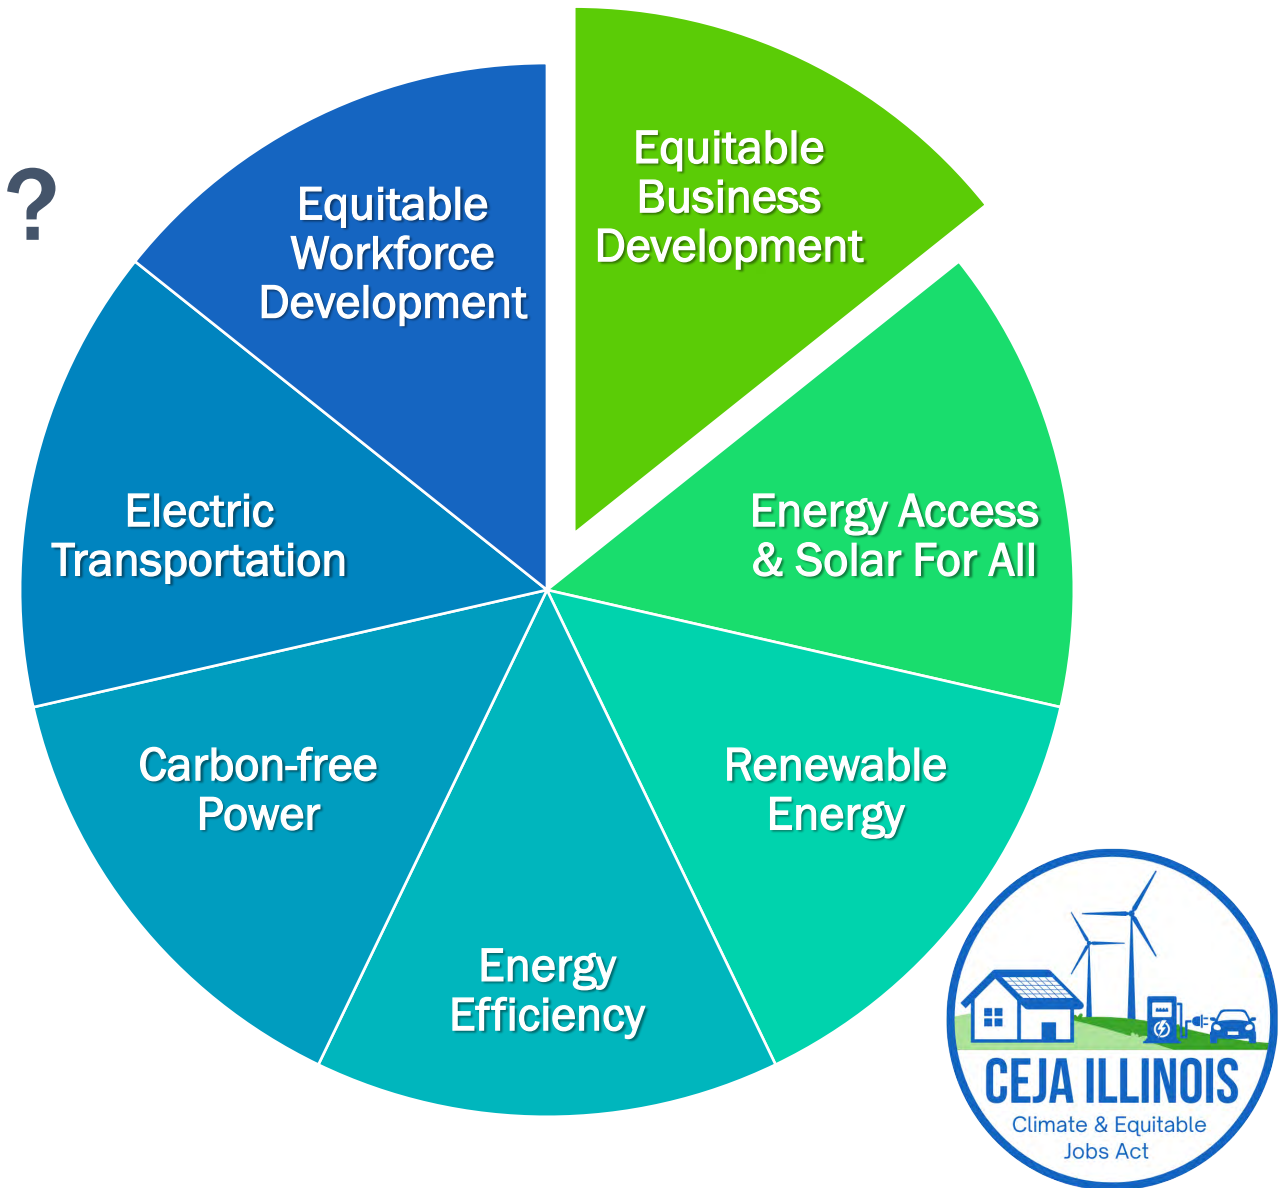 ?
Equitable
Business
Development
Equitable
Workforce
Development
Energy Access
& Solar For All
Electric
Transportation
Renewable
Energy
Carbon-free
Power
Energy
Efficiency
CEJA ILLINOIS
Climate & Equitable
Jobs Act